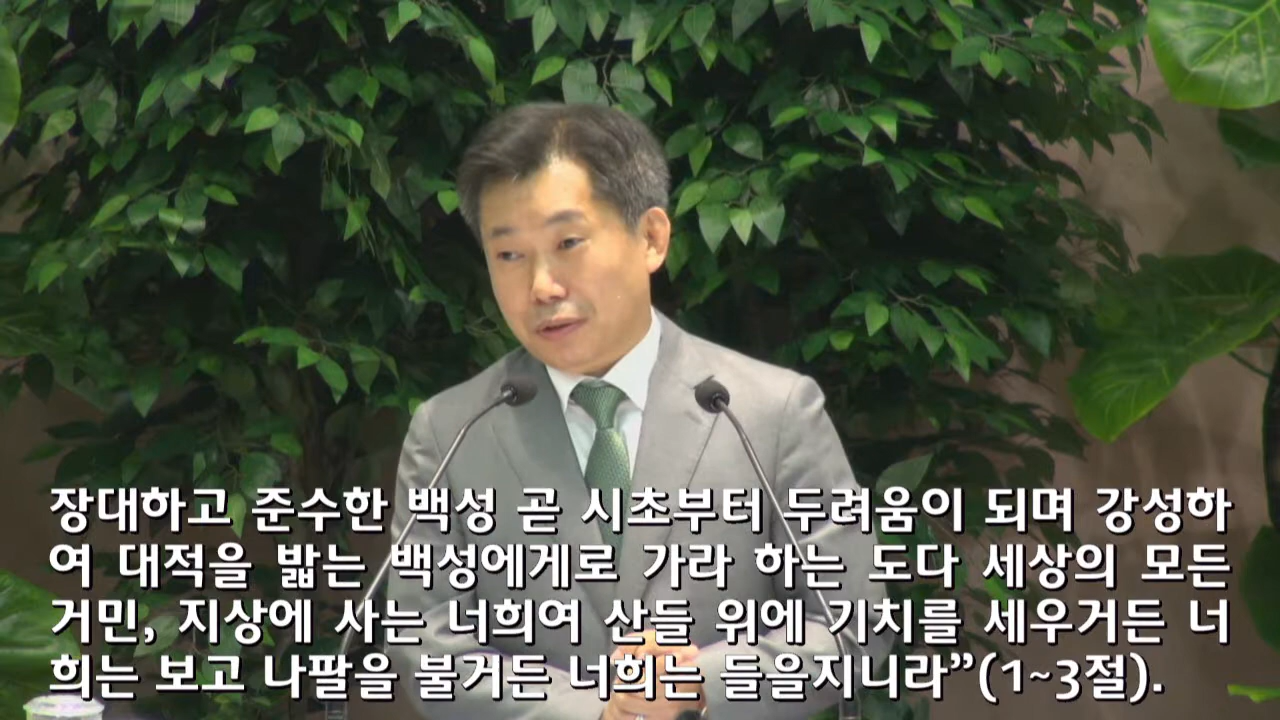 장대하고 준수한 백성 곧 시초부터 두려움이 되며 강성하
여 대적을 밟는 백성에게로 가라 하는 도다 세상의 모든
거민, 지상에 사는 너희여 산들 위에 기치를 세우거든 너
희는 보고 나팔을 불거든 너희는 들을지니라”(1~3절).